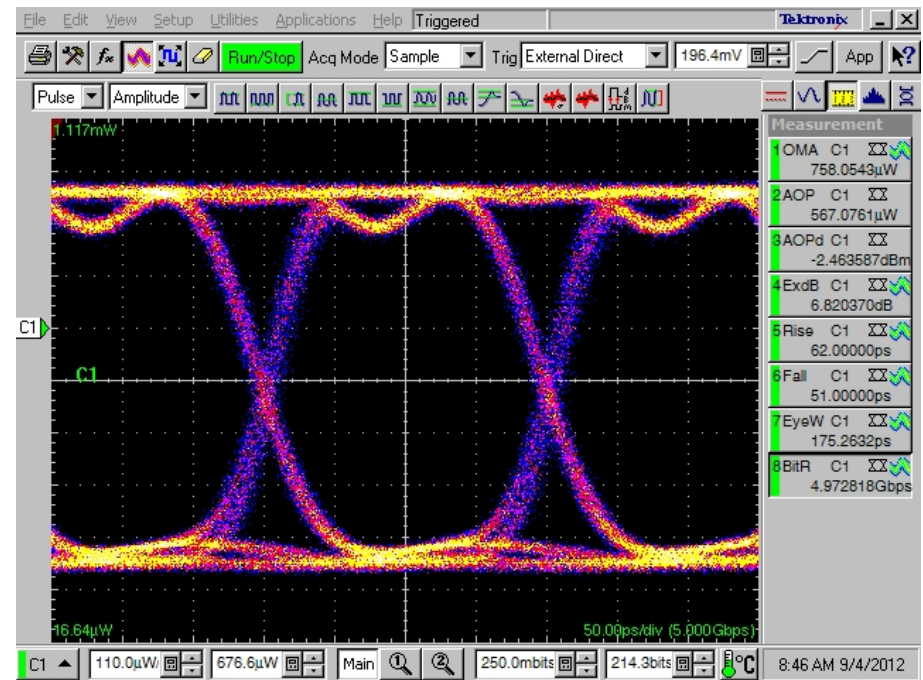 File Edit View Setup Utilities Applications Help Triggered Tektronix
Run/Stop Acq Mode Sample Trig External Direct 196.4mV App
Pulse Amplitude
1.117mW
Measurement
1 OMA C1
758.0543µW
2 AOP C1
567.0761µW
3 AOPd C1
-2.463587dBm
4 ExdB C1
6.820370dB
5 Rise C1
62.00000ps
6 Fall C1
51.00000ps
7 EyeW C1
175.2632ps
8 BitR C1
4.972818Gbps
C1
C1
16.64µW 50.00ps/div (5.000Gbps)
C1 110.0µW/ 676.6µW Main 1 2 250.0mbits 214.3bits °C 8:46 AM 9/4/2012